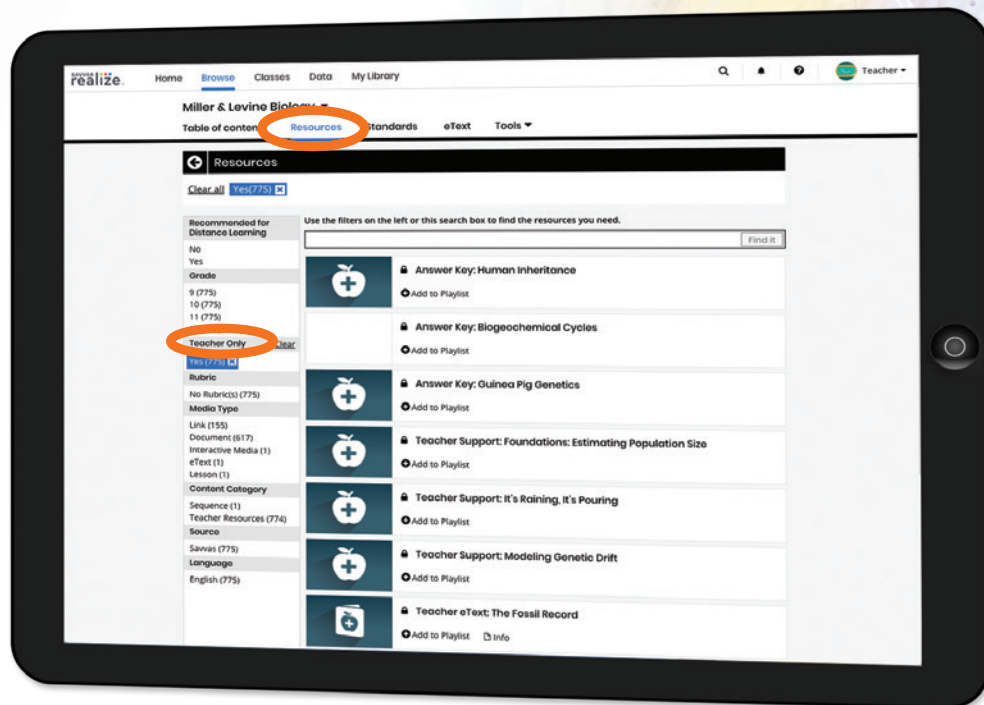 SAVVAS
realize.
Home Browse Classes Data My Library
Teacher
Miller & Levine Biology
Table of conten Resources Standards eText Tools
Resources
Clear all Yes(775)
Recommended for
Distance Learning
No
Yes
Grade
9 (775)
10 (775)
11 (775)
Teacher Only Clear
Yes (775)
Rubric
No Rubric(s) (775)
Media Type
Link (155)
Document (617)
Interactive Media (1)
eText (1)
Lesson (1)
Content Category
Sequence (1)
Teacher Resources (774)
Source
Savvas (775)
Language
English (775)
Use the filters on the left or this search box to find the resources you need.
Find it
Answer Key: Human Inheritance
Add to Playlist
Answer Key: Biogeochemical Cycles
Add to Playlist
Answer Key: Guinea Pig Genetics
Add to Playlist
Teacher Support: Foundations: Estimating Population Size
Add to Playlist
Teacher Support: It's Raining, It's Pouring
Add to Playlist
Teacher Support: Modeling Genetic Drift
Add to Playlist
Teacher eText: The Fossil Record
Add to Playlist Info